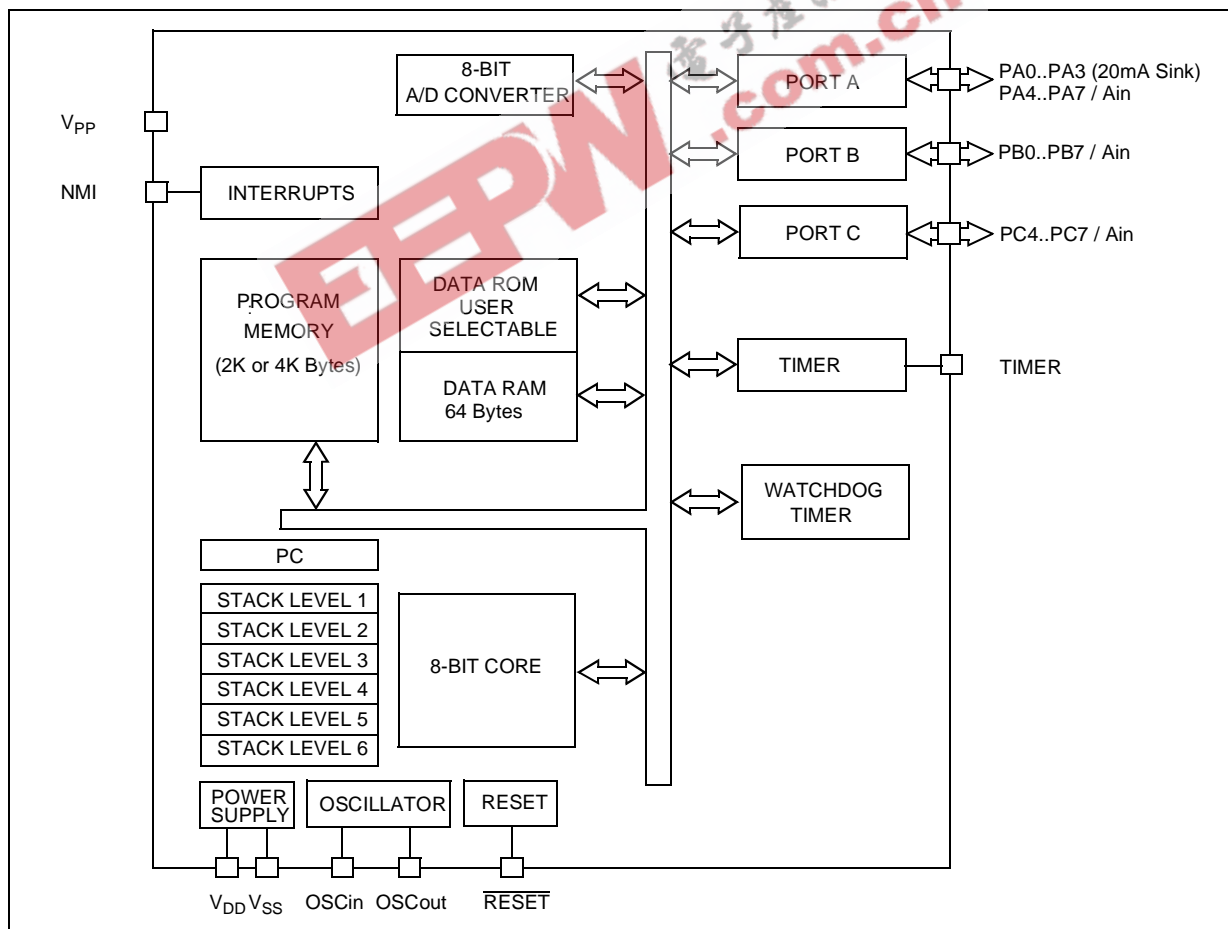 8-BIT
A/D CONVERTER
PORT A
PA0..PA3 (20mA Sink)
PA4..PA7 / Ain
VPP
PORT B
PB0..PB7 / Ain
NMI
INTERRUPTS
PORT C
PC4..PC7 / Ain
PROGRAM
:
MEMORY
(2K or 4K Bytes)
DATA ROM
USER
SELECTABLE
DATA RAM
64 Bytes
TIMER
TIMER
WATCHDOG
TIMER
PC
STACK LEVEL 1
STACK LEVEL 2
STACK LEVEL 3
STACK LEVEL 4
STACK LEVEL 5
STACK LEVEL 6
8-BIT CORE
POWER
SUPPLY
OSCILLATOR
RESET
VDD VSS
OSCin OSCout
RESET
EEPW
.com.cn
電子產